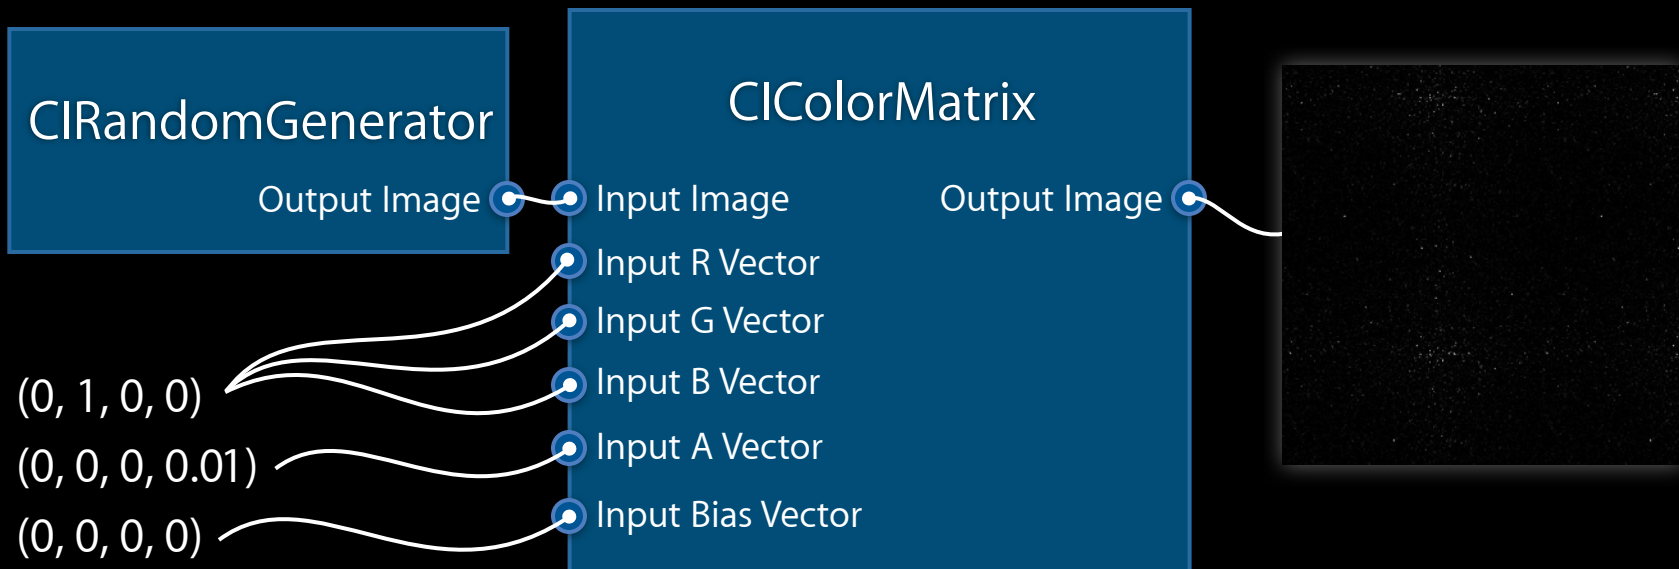 CIRandomGenerator
Output Image
CIColorMatrix
Input Image
Output Image
Input R Vector
Input G Vector
Input B Vector
Input A Vector
Input Bias Vector
(0, 1, 0, 0)
(0, 0, 0, 0.01)
(0, 0, 0, 0)